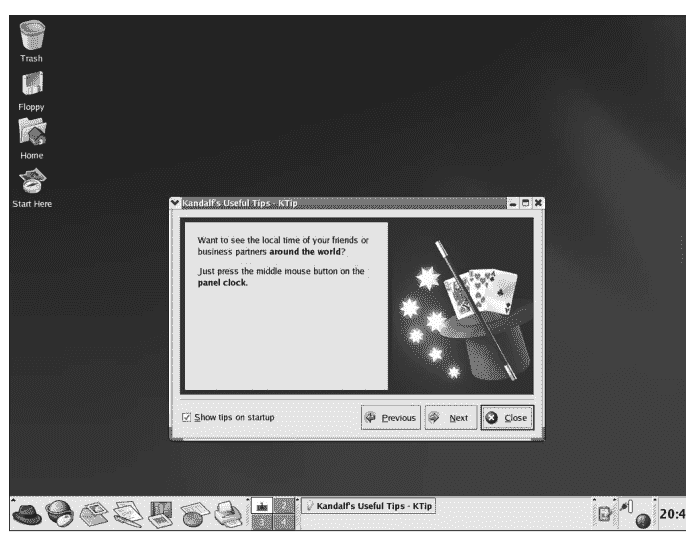 Trash
Floppy
Home
Start Here
Kandalf's Useful Tips - KTip
Want to see the local time of your friends or
business partners around the world?
Just press the middle mouse button on the
panel clock.
Show tips on startup
Previous
Next
Close
2
3
4
Kandalf's Useful Tips - KTip
20:4